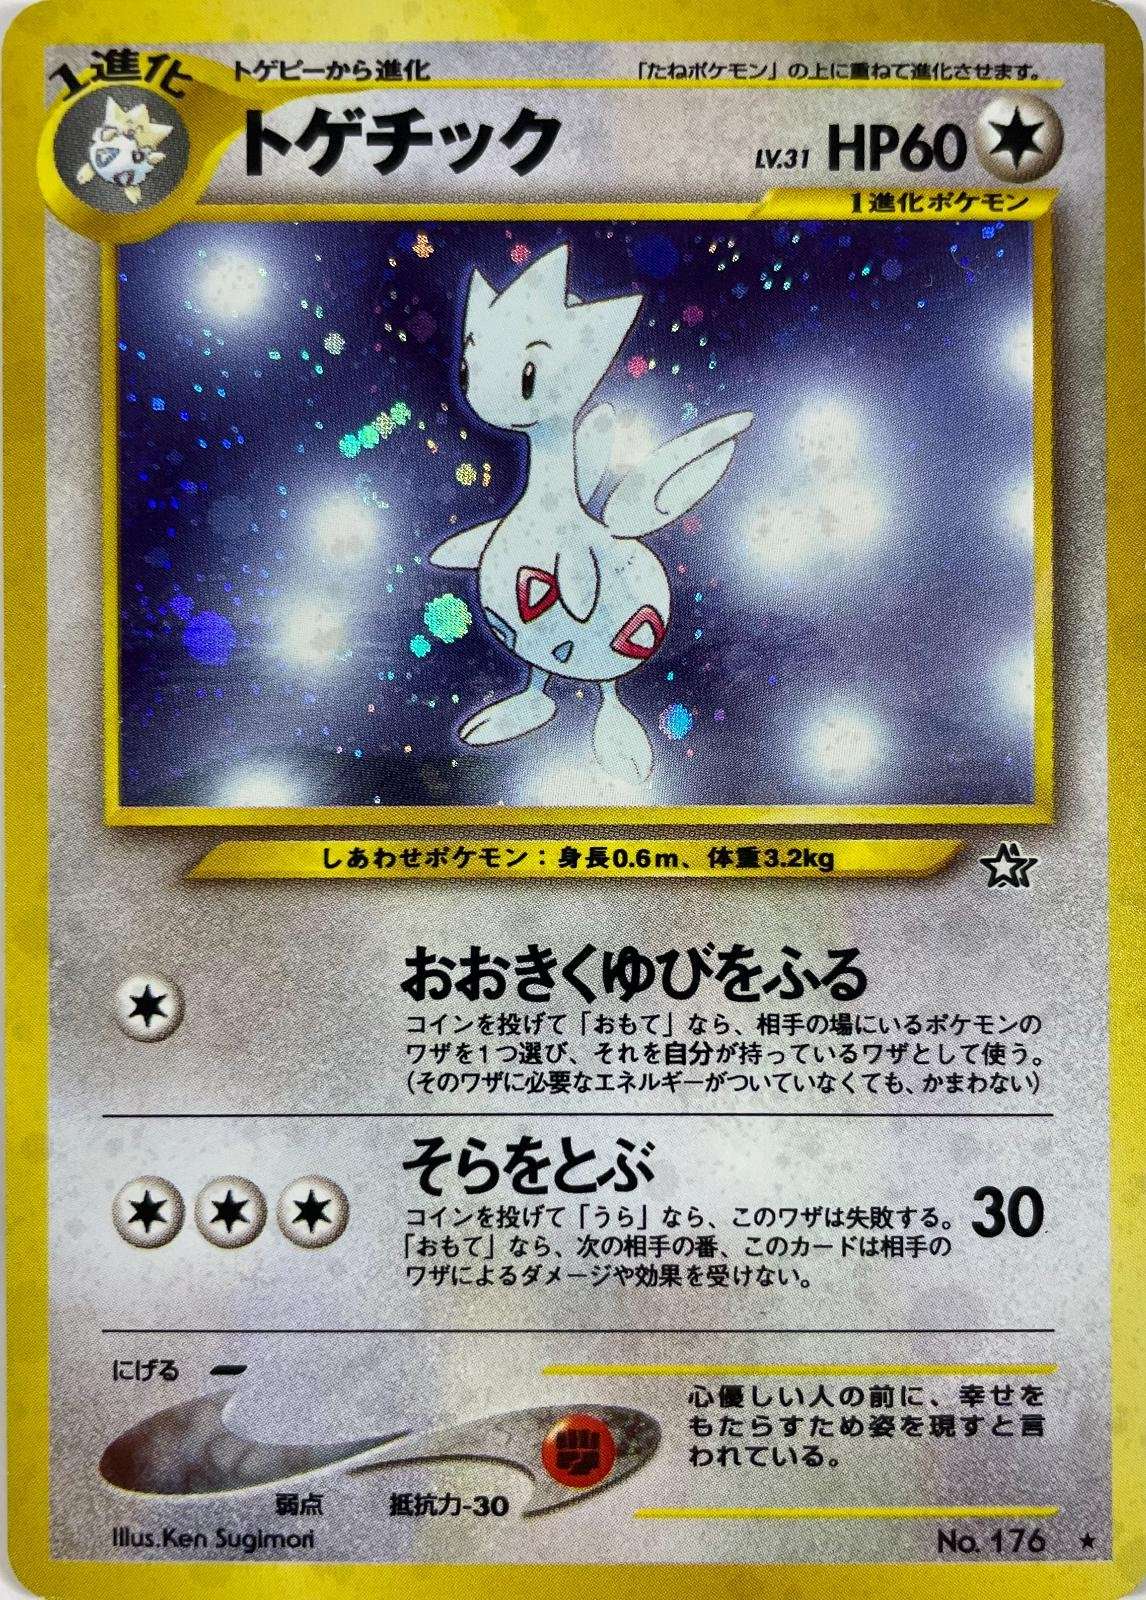 1進化
トゲピーから進化
「たねポケモン」の上に重ねて進化させます。
トゲチック
LV.31 HP60
1進化ポケモン
しあわせポケモン：身長0.6m、体重3.2kg
おおきくゆびをふる
コインを投げて「おもて」なら、相手の場にいるポケモンの
ワザを1つ選び、それを自分が持っているワザとして使う。
（そのワザに必要なエネルギーがついていなくても、かまわない）
そらをとぶ
30
コインを投げて「うら」なら、このワザは失敗する。
「おもて」なら、次の相手の番、このカードは相手の
ワザによるダメージや効果を受けない。
にげる
心優しい人の前に、幸せを
もたらすため姿を現すと言
われている。
弱点
抵抗力-30
Illus.Ken Sugimori
No. 176 ★